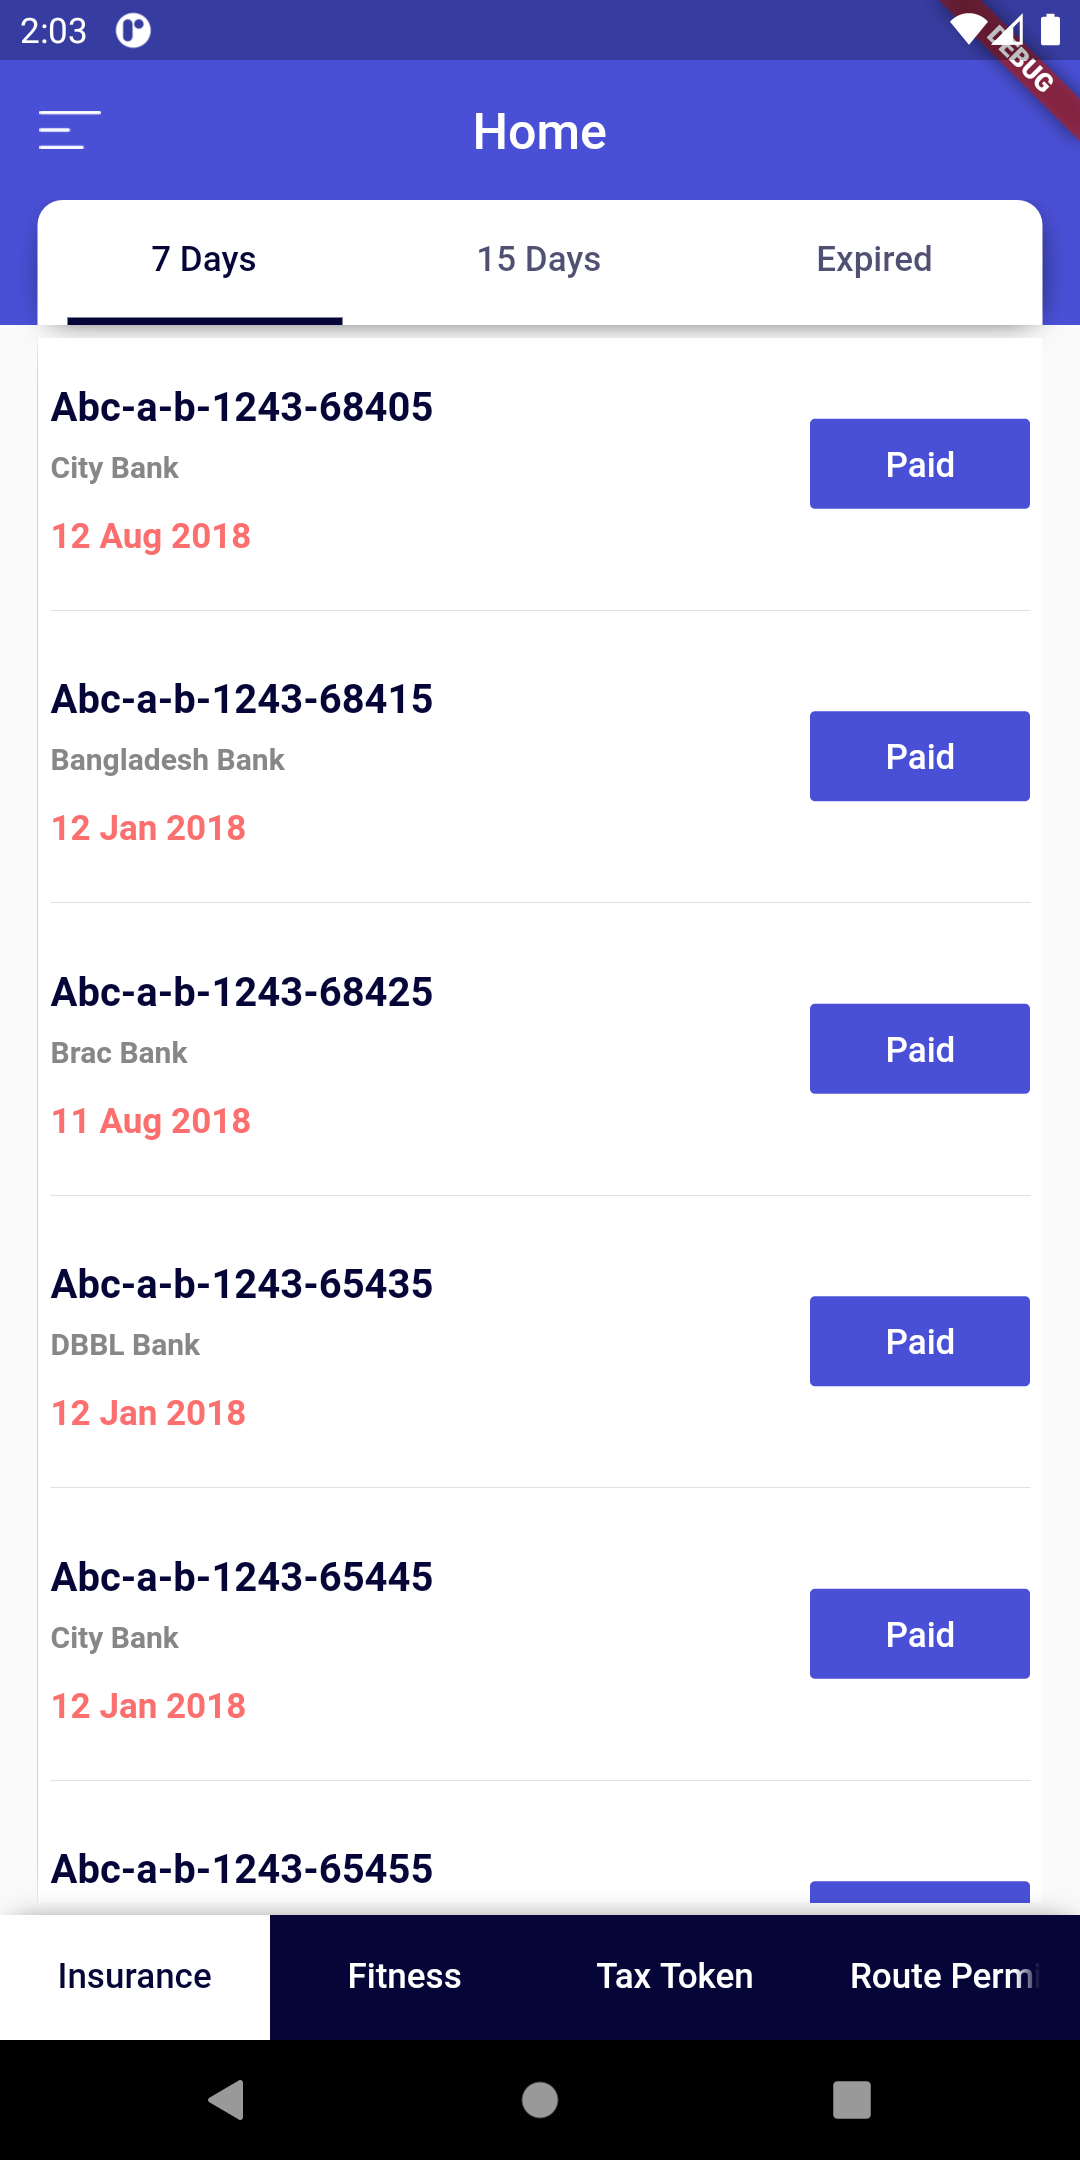 2:03
DEBUG
Home
7 Days 15 Days Expired
Abc-a-b-1243-68405
City Bank
Paid
12 Aug 2018
Abc-a-b-1243-68415
Bangladesh Bank
Paid
12 Jan 2018
Abc-a-b-1243-68425
Brac Bank
Paid
11 Aug 2018
Abc-a-b-1243-65435
DBBL Bank
Paid
12 Jan 2018
Abc-a-b-1243-65445
City Bank
Paid
12 Jan 2018
Abc-a-b-1243-65455
Insurance Fitness Tax Token Route Permi